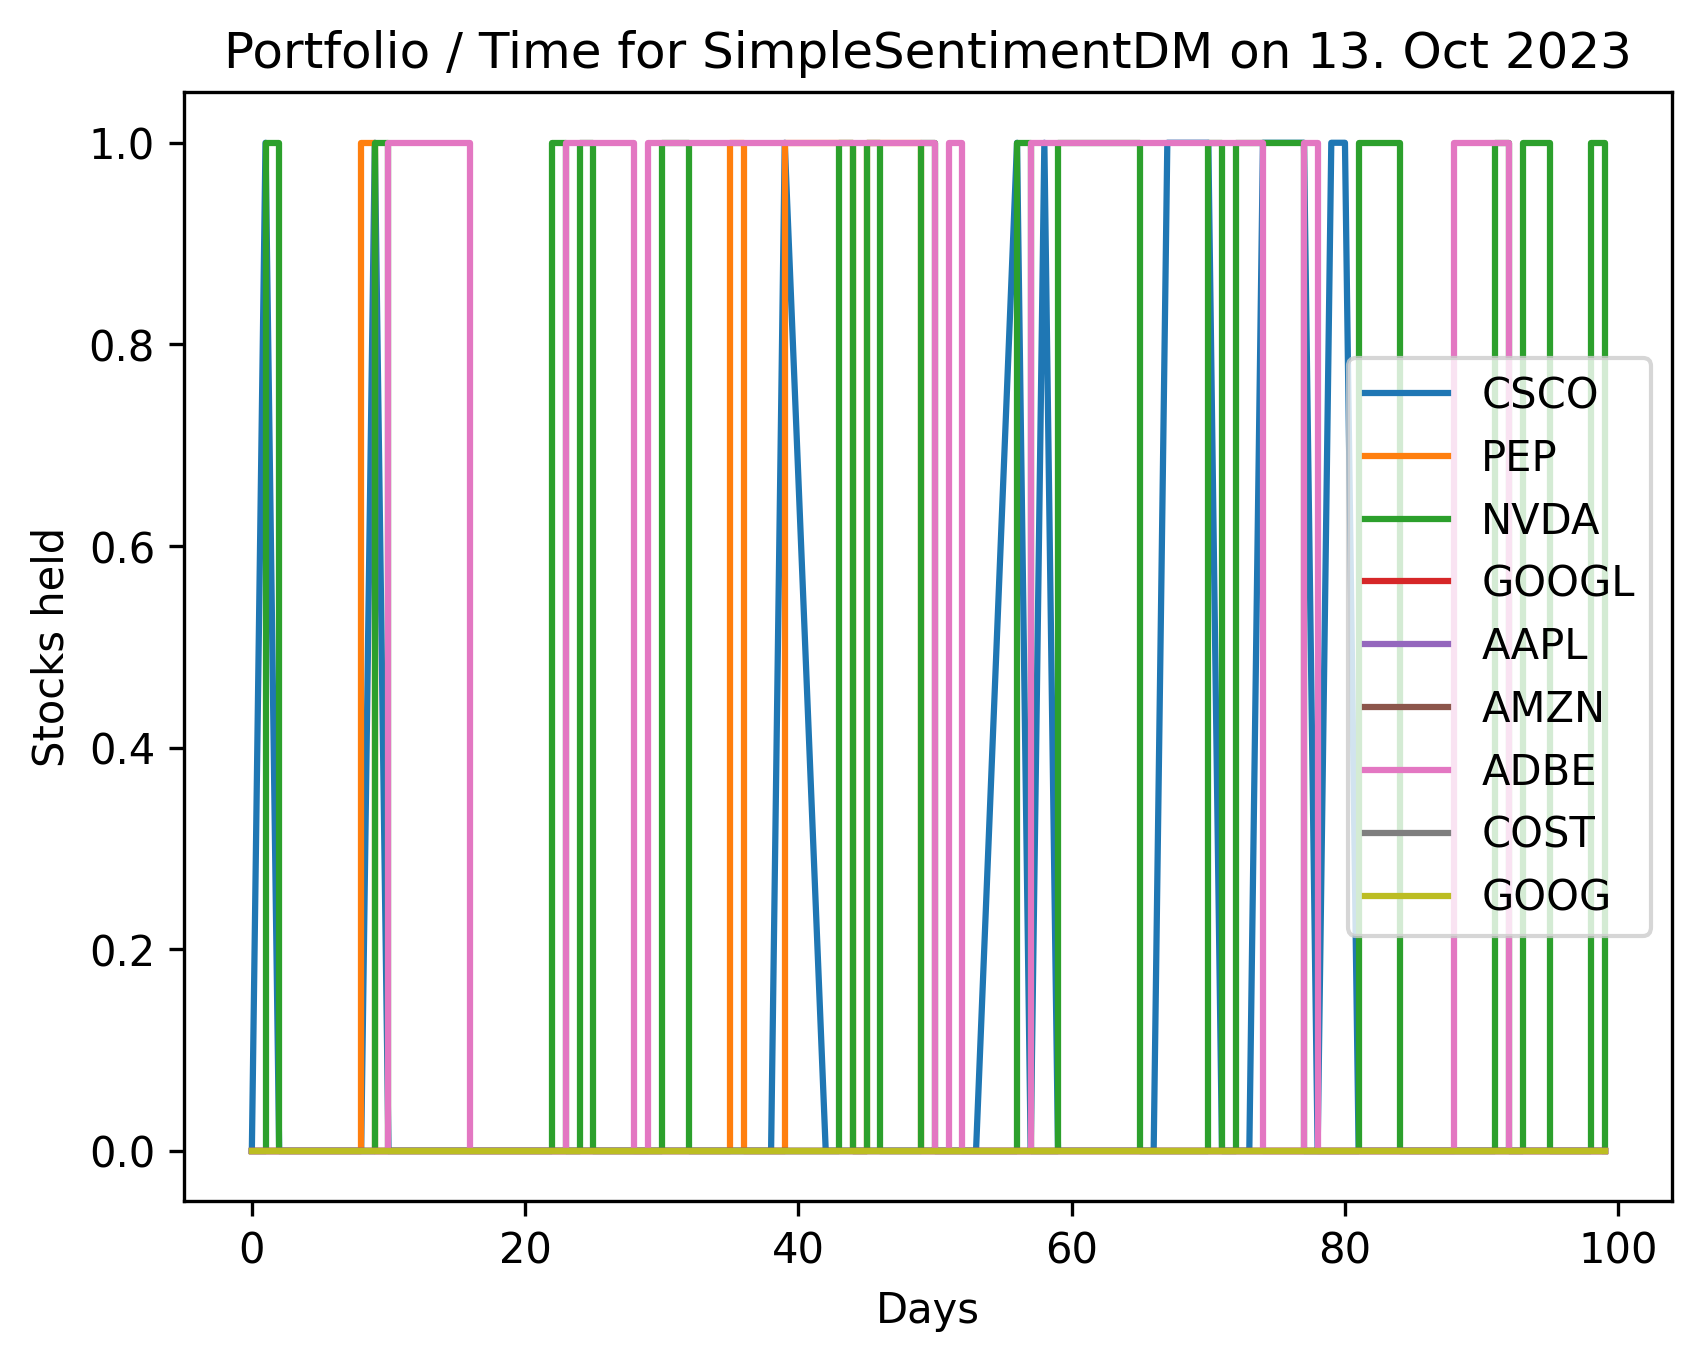 Portfolio / Time for SimpleSentimentDM on 13. Oct 2023
1.0
0.8
0.6
0.4
0.2
0.0
Stocks held
CSCO
PEP
NVDA
GOOGL
AAPL
AMZN
ADBE
COST
GOOG
0 20 40 60 80 100
Days